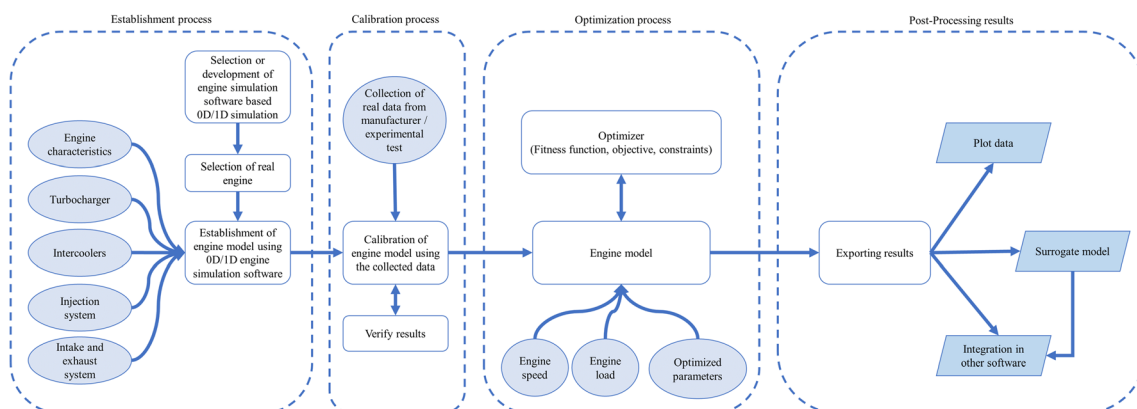 Establishment process
Selection or
development of
engine simulation
software based
0D/1D simulation
Selection of real
engine
Engine
characteristics
Turbocharger
Intercoolers
Injection
system
Intake and
exhaust
system
Establishment of
engine model using
0D/1D engine
simulation software
Calibration process
Collection of
real data from
manufacturer /
experimental
test
Calibration of
engine model using
the collected data
Verify results
Optimization process
Optimizer
(Fitness function, objective, constraints)
Engine model
Engine
speed
Engine
load
Optimized
parameters
Post-Processing results
Exporting results
Plot data
Surrogate model
Integration in
other software